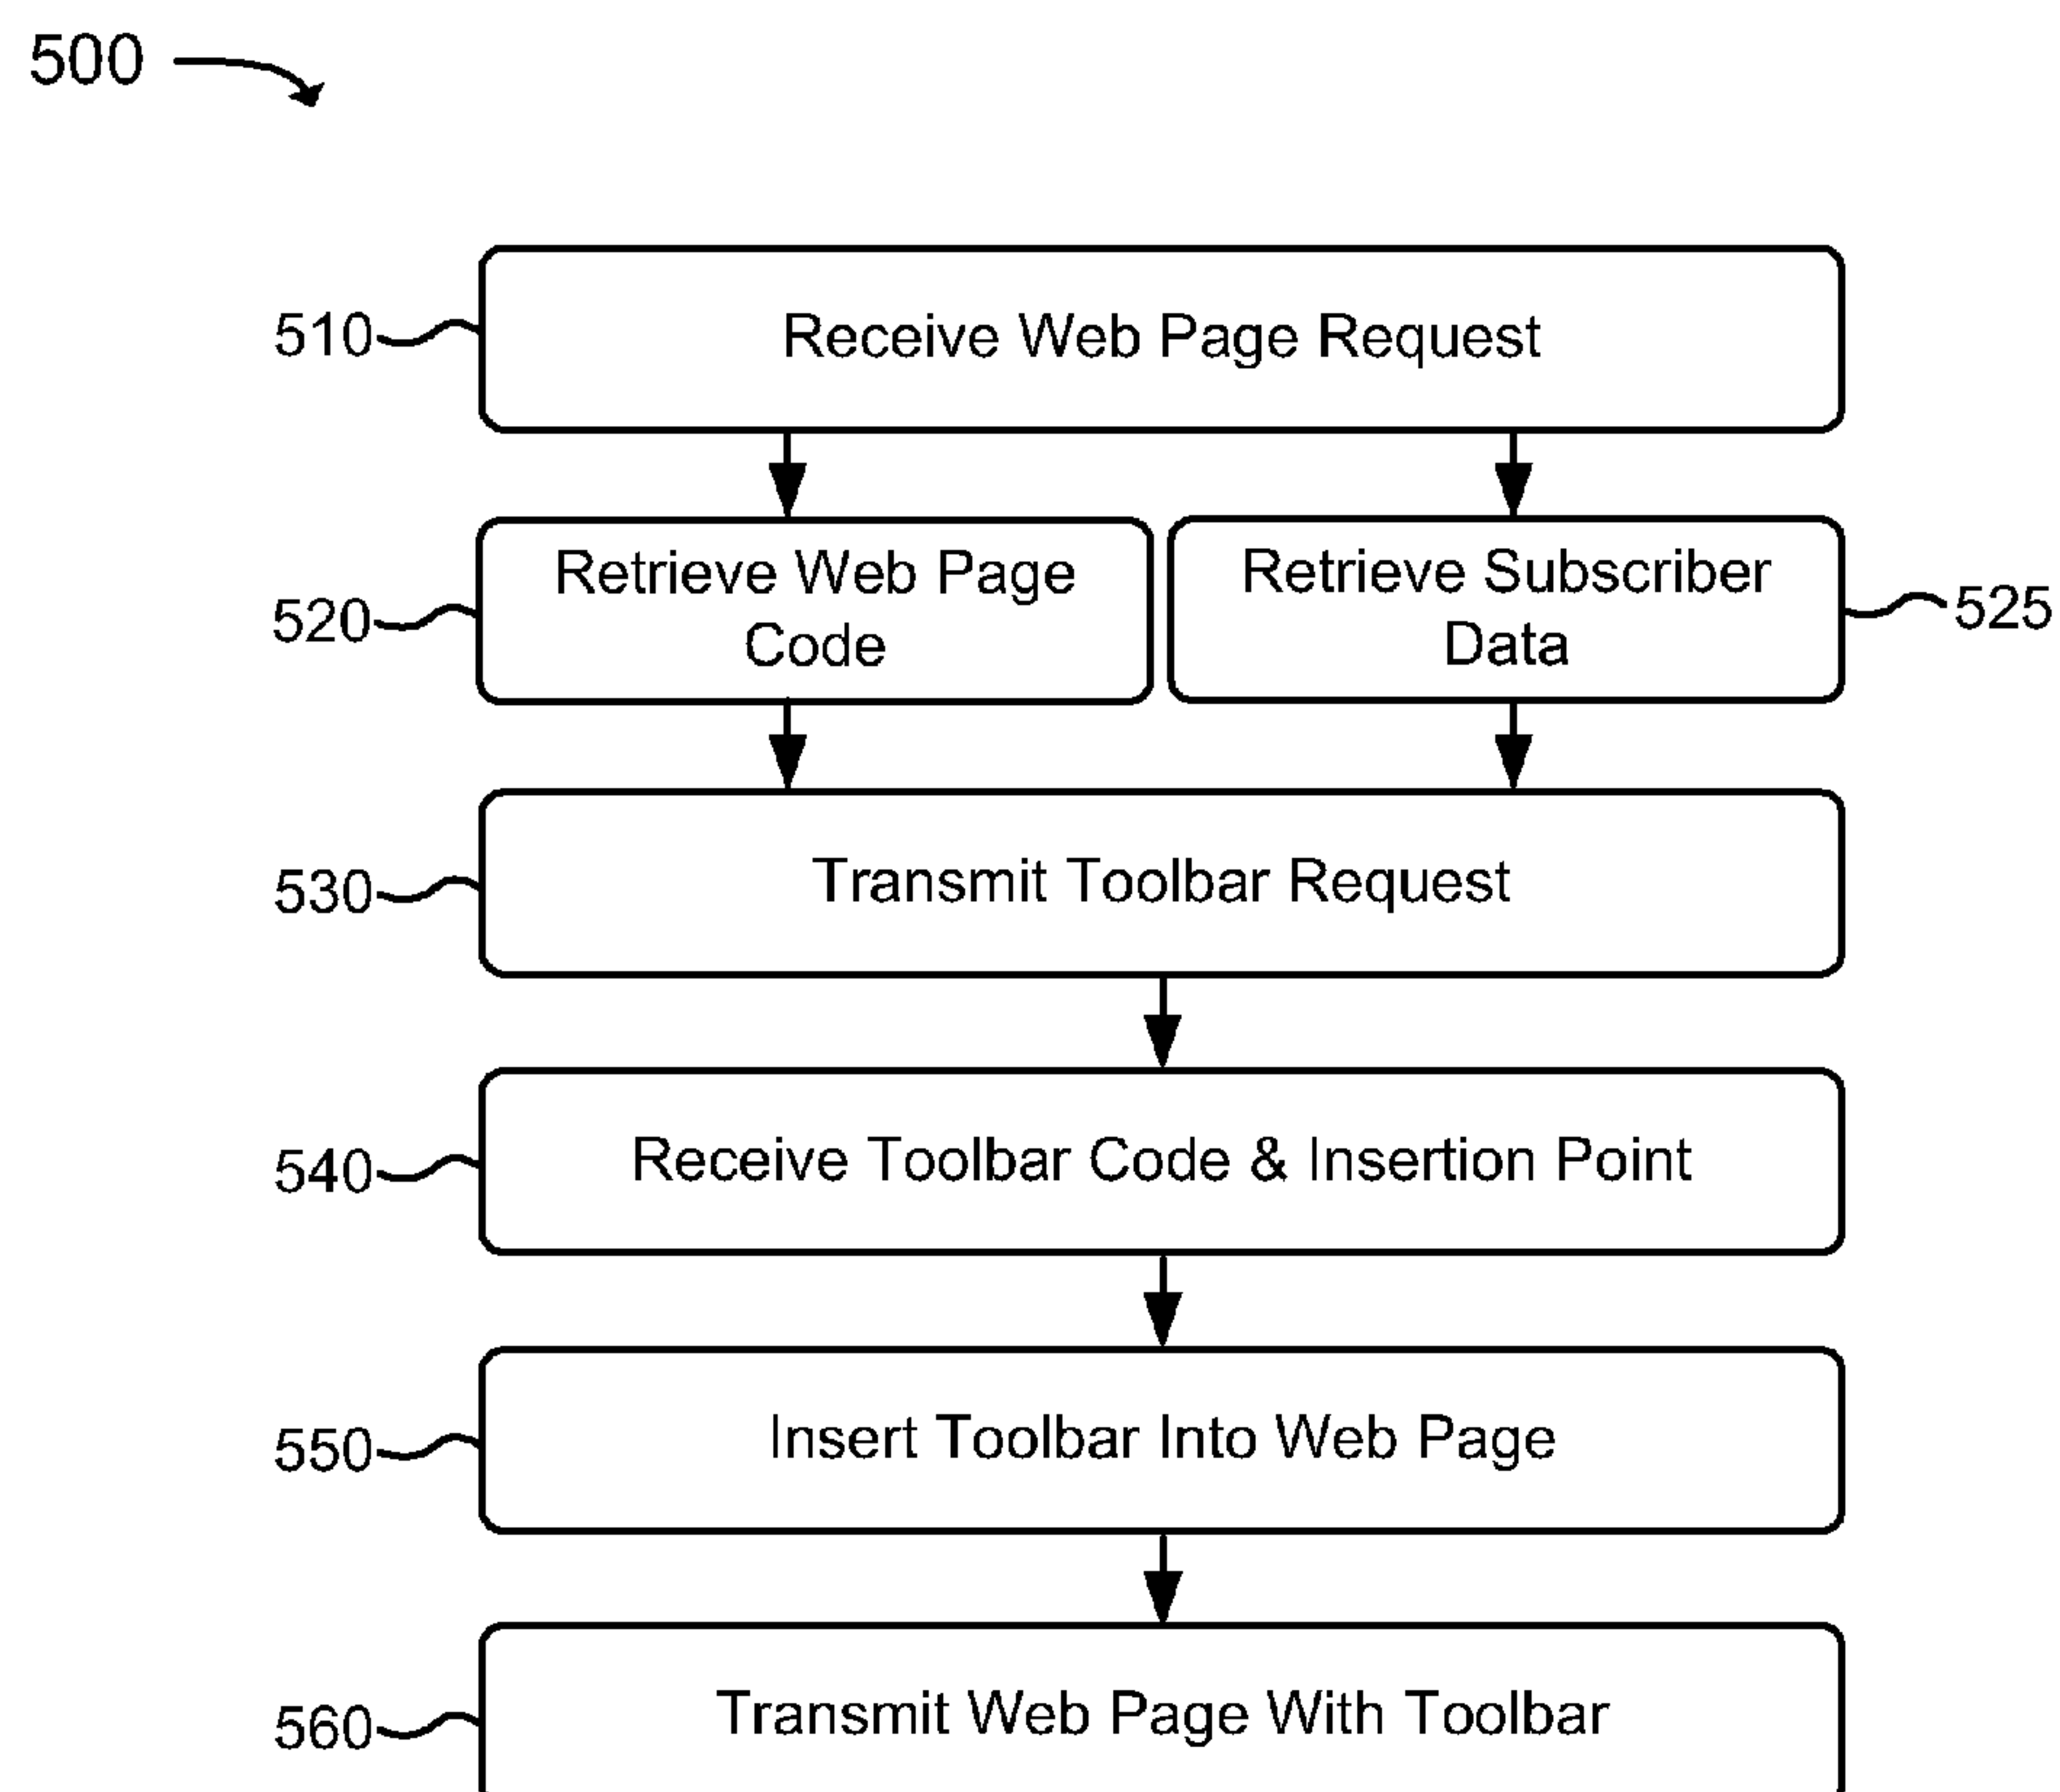 500
510
Receive Web Page Request
520
Retrieve Web Page
Code
Retrieve Subscriber
Data
525
530
Transmit Toolbar Request
540
Receive Toolbar Code & Insertion Point
550
Insert Toolbar Into Web Page
560
Transmit Web Page With Toolbar